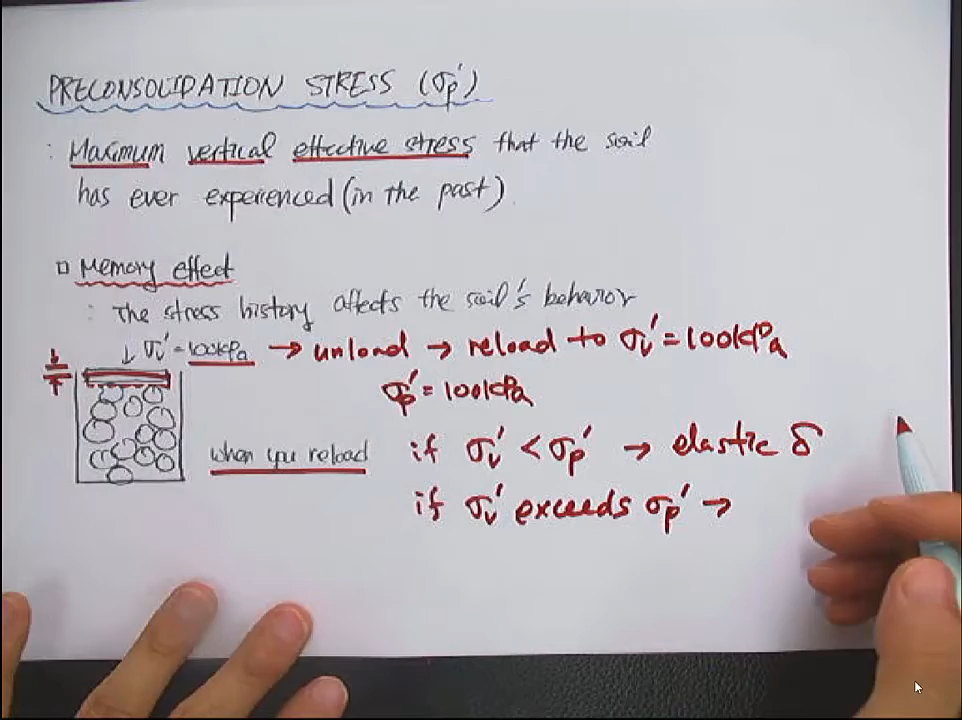 PRECONSOLIDATION STRESS (σp')
: Maximum vertical effective stress that the soil
has ever experienced (in the past).
□ Memory effect
: The stress history affects the soil's behavior
↓ σv' = 100kPa → unload → reload to σv' = 100kPa
σp' = 100kPa
when you reload if σv' < σp' → elastic δ
if σv' exceeds σp' →